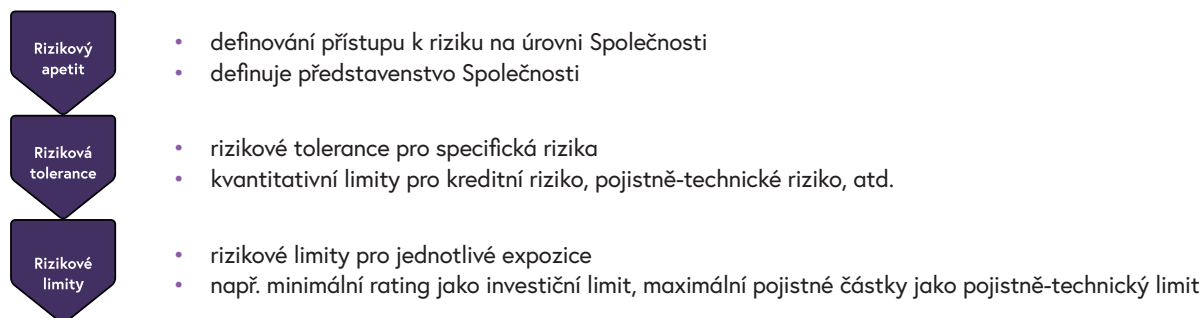 Rizikový
apetit
• definování přístupu k riziku na úrovni Společnosti
• definuje představenstvo Společnosti
Riziková
tolerance
• rizikové tolerance pro specifická rizika
• kvantitativní limity pro kreditní riziko, pojistně-technické riziko, atd.
Rizikové
limity
• rizikové limity pro jednotlivé expozice
• např. minimální rating jako investiční limit, maximální pojistné částky jako pojistně-technický limit